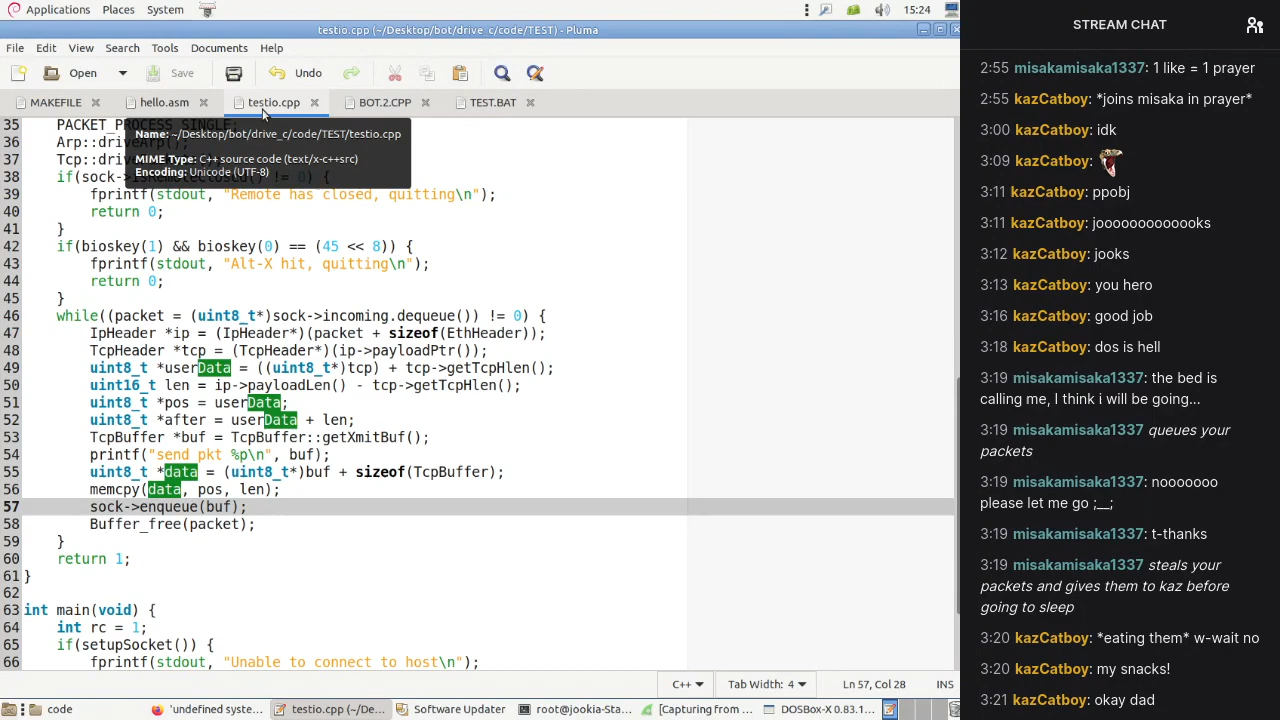 Applications Places System 15:24
testio.cpp (~/Desktop/bot/drive_c/code/TEST) - Pluma
File Edit View Search Tools Documents Help
Open Save Undo
MAKEFILE hello.asm testio.cpp BOT.2.CPP TEST.BAT
35 PACKET_PROCESS_SINGLE;
36 Arp::driveArp();
37 Tcp::drive
38 if(sock-> != 0) {
39 fprintf(stdout, "Remote has closed, quitting\n");
40 return 0;
41 }
42 if(bioskey(1) && bioskey(0) == (45 << 8)) {
43 fprintf(stdout, "Alt-X hit, quitting\n");
44 return 0;
45 }
46 while((packet = (uint8_t*)sock->incoming.dequeue()) != 0) {
47 IpHeader *ip = (IpHeader*)(packet + sizeof(EthHeader));
48 TcpHeader *tcp = (TcpHeader*)(ip->payloadPtr());
49 uint8_t *userData = ((uint8_t*)tcp) + tcp->getTcpHlen();
50 uint16_t len = ip->payloadLen() - tcp->getTcpHlen();
51 uint8_t *pos = userData;
52 uint8_t *after = userData + len;
53 TcpBuffer *buf = TcpBuffer::getXmitBuf();
54 printf("send pkt %p\n", buf);
55 uint8_t *data = (uint8_t*)buf + sizeof(TcpBuffer);
56 memcpy(data, pos, len);
57 sock->enqueue(buf);
58 Buffer_free(packet);
59 }
60 return 1;
61 }
62
63 int main(void) {
64 int rc = 1;
65 if(setupSocket()) {
66 fprintf(stdout, "Unable to connect to host\n");
Name: ~/Desktop/bot/drive_c/code/TEST/testio.cpp
MIME Type: C++ source code (text/x-c++src)
Encoding: Unicode (UTF-8)
C++ Tab Width: 4 Ln 57, Col 28 INS
code 'undefined syste... testio.cpp (~/De... Software Updater root@jookia-Sta... [Capturing from ... DOSBox-X 0.83.1...
STREAM CHAT
2:55 misakamisaka1337: 1 like = 1 prayer
2:55 kazCatboy: *joins misaka in prayer*
3:00 kazCatboy: idk
3:09 kazCatboy:
3:11 kazCatboy: ppobj
3:11 kazCatboy: joooooooooooks
3:12 kazCatboy: jooks
3:13 kazCatboy: you hero
3:16 kazCatboy: good job
3:18 kazCatboy: dos is hell
3:19 misakamisaka1337: the bed is
calling me, I think i will be going...
3:19 misakamisaka1337 queues your
packets
3:19 misakamisaka1337: nooooooo
please let me go ;__;
3:19 misakamisaka1337: t-thanks
3:19 misakamisaka1337 steals your
packets and gives them to kaz before
going to sleep
3:20 kazCatboy: *eating them* w-wait no
3:20 kazCatboy: my snacks!
3:21 kazCatboy: okay dad